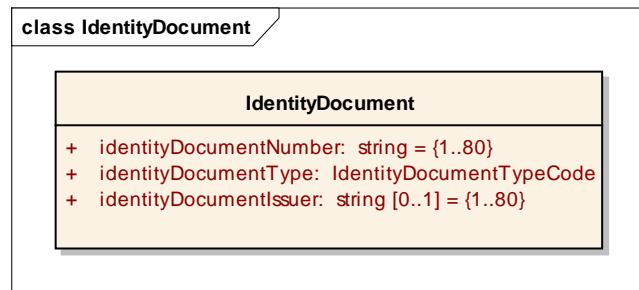 class IdentityDocument
IdentityDocument
+ identityDocumentNumber: string = {1..80}
+ identityDocumentType: IdentityDocumentTypeCode
+ identityDocumentIssuer: string [0..1] = {1..80}